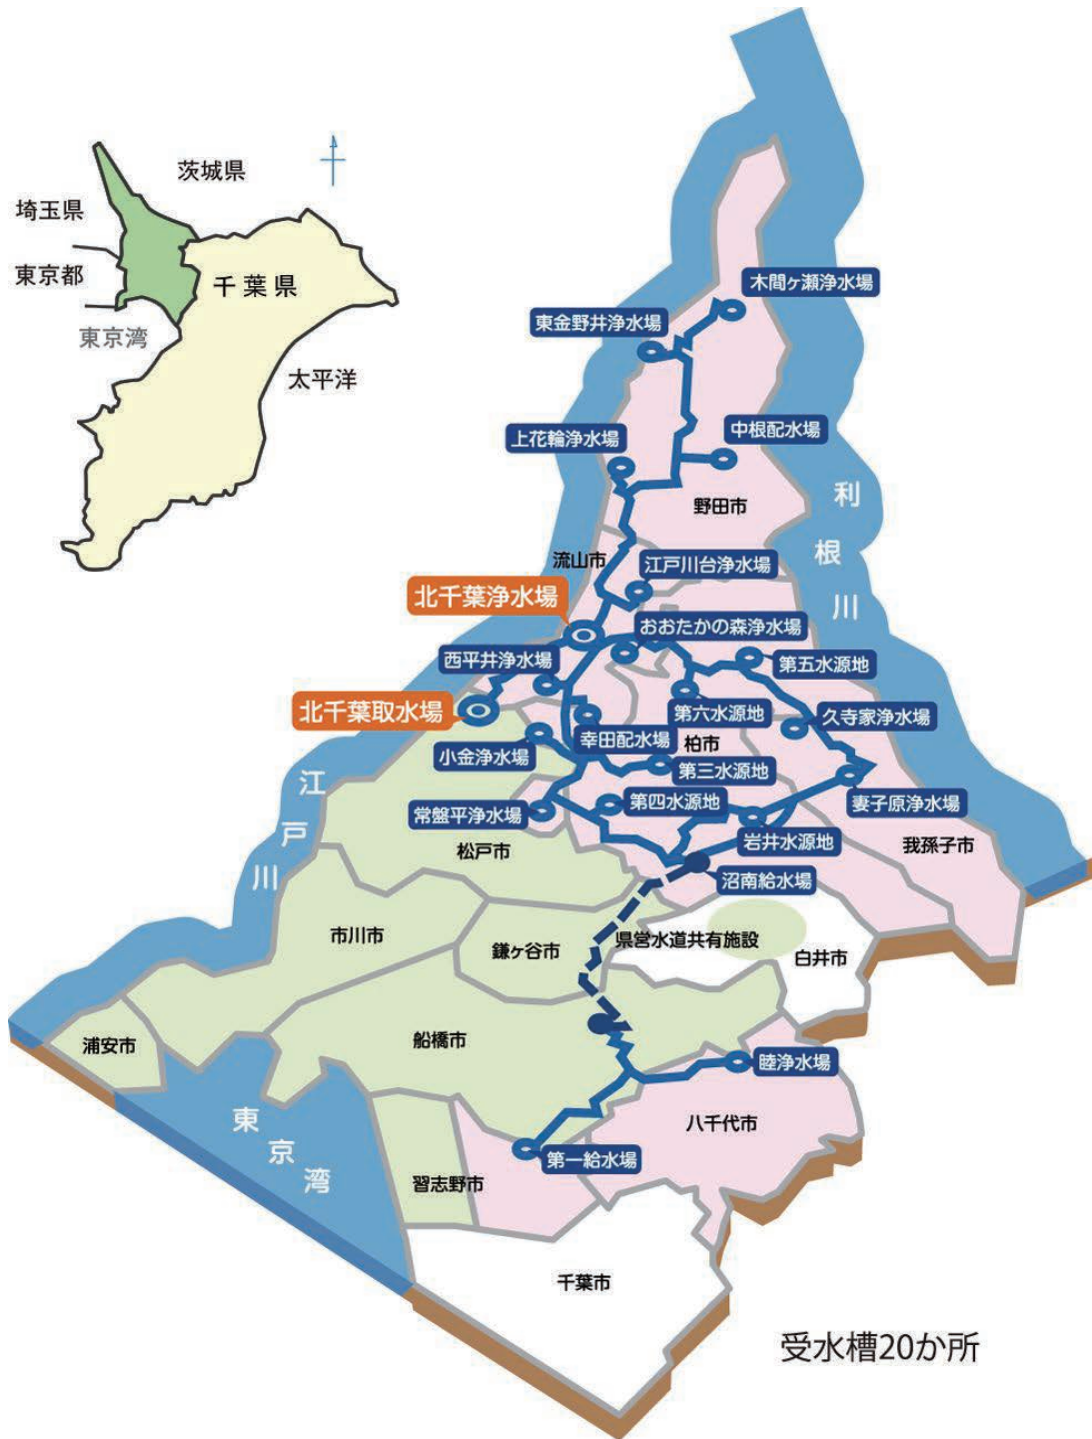 茨城県
埼玉県
東京都
千葉県
東京湾
太平洋
木間ヶ瀬浄水場
東金野井浄水場
中根配水場
上花輪浄水場
利根川
野田市
流山市
江戸川台浄水場
北千葉浄水場
おおたかの森浄水場
西平井浄水場
第五水源地
北千葉取水場
第六水源地
久寺家浄水場
幸田配水場
柏市
小金浄水場
第三水源地
江戸川
妻子原浄水場
第四水源地
常盤平浄水場
岩井水源地
我孫子市
松戸市
沼南給水場
市川市
鎌ヶ谷市
県営水道共有施設
白井市
船橋市
浦安市
睦浄水場
東京湾
八千代市
第一給水場
習志野市
千葉市
受水槽20か所